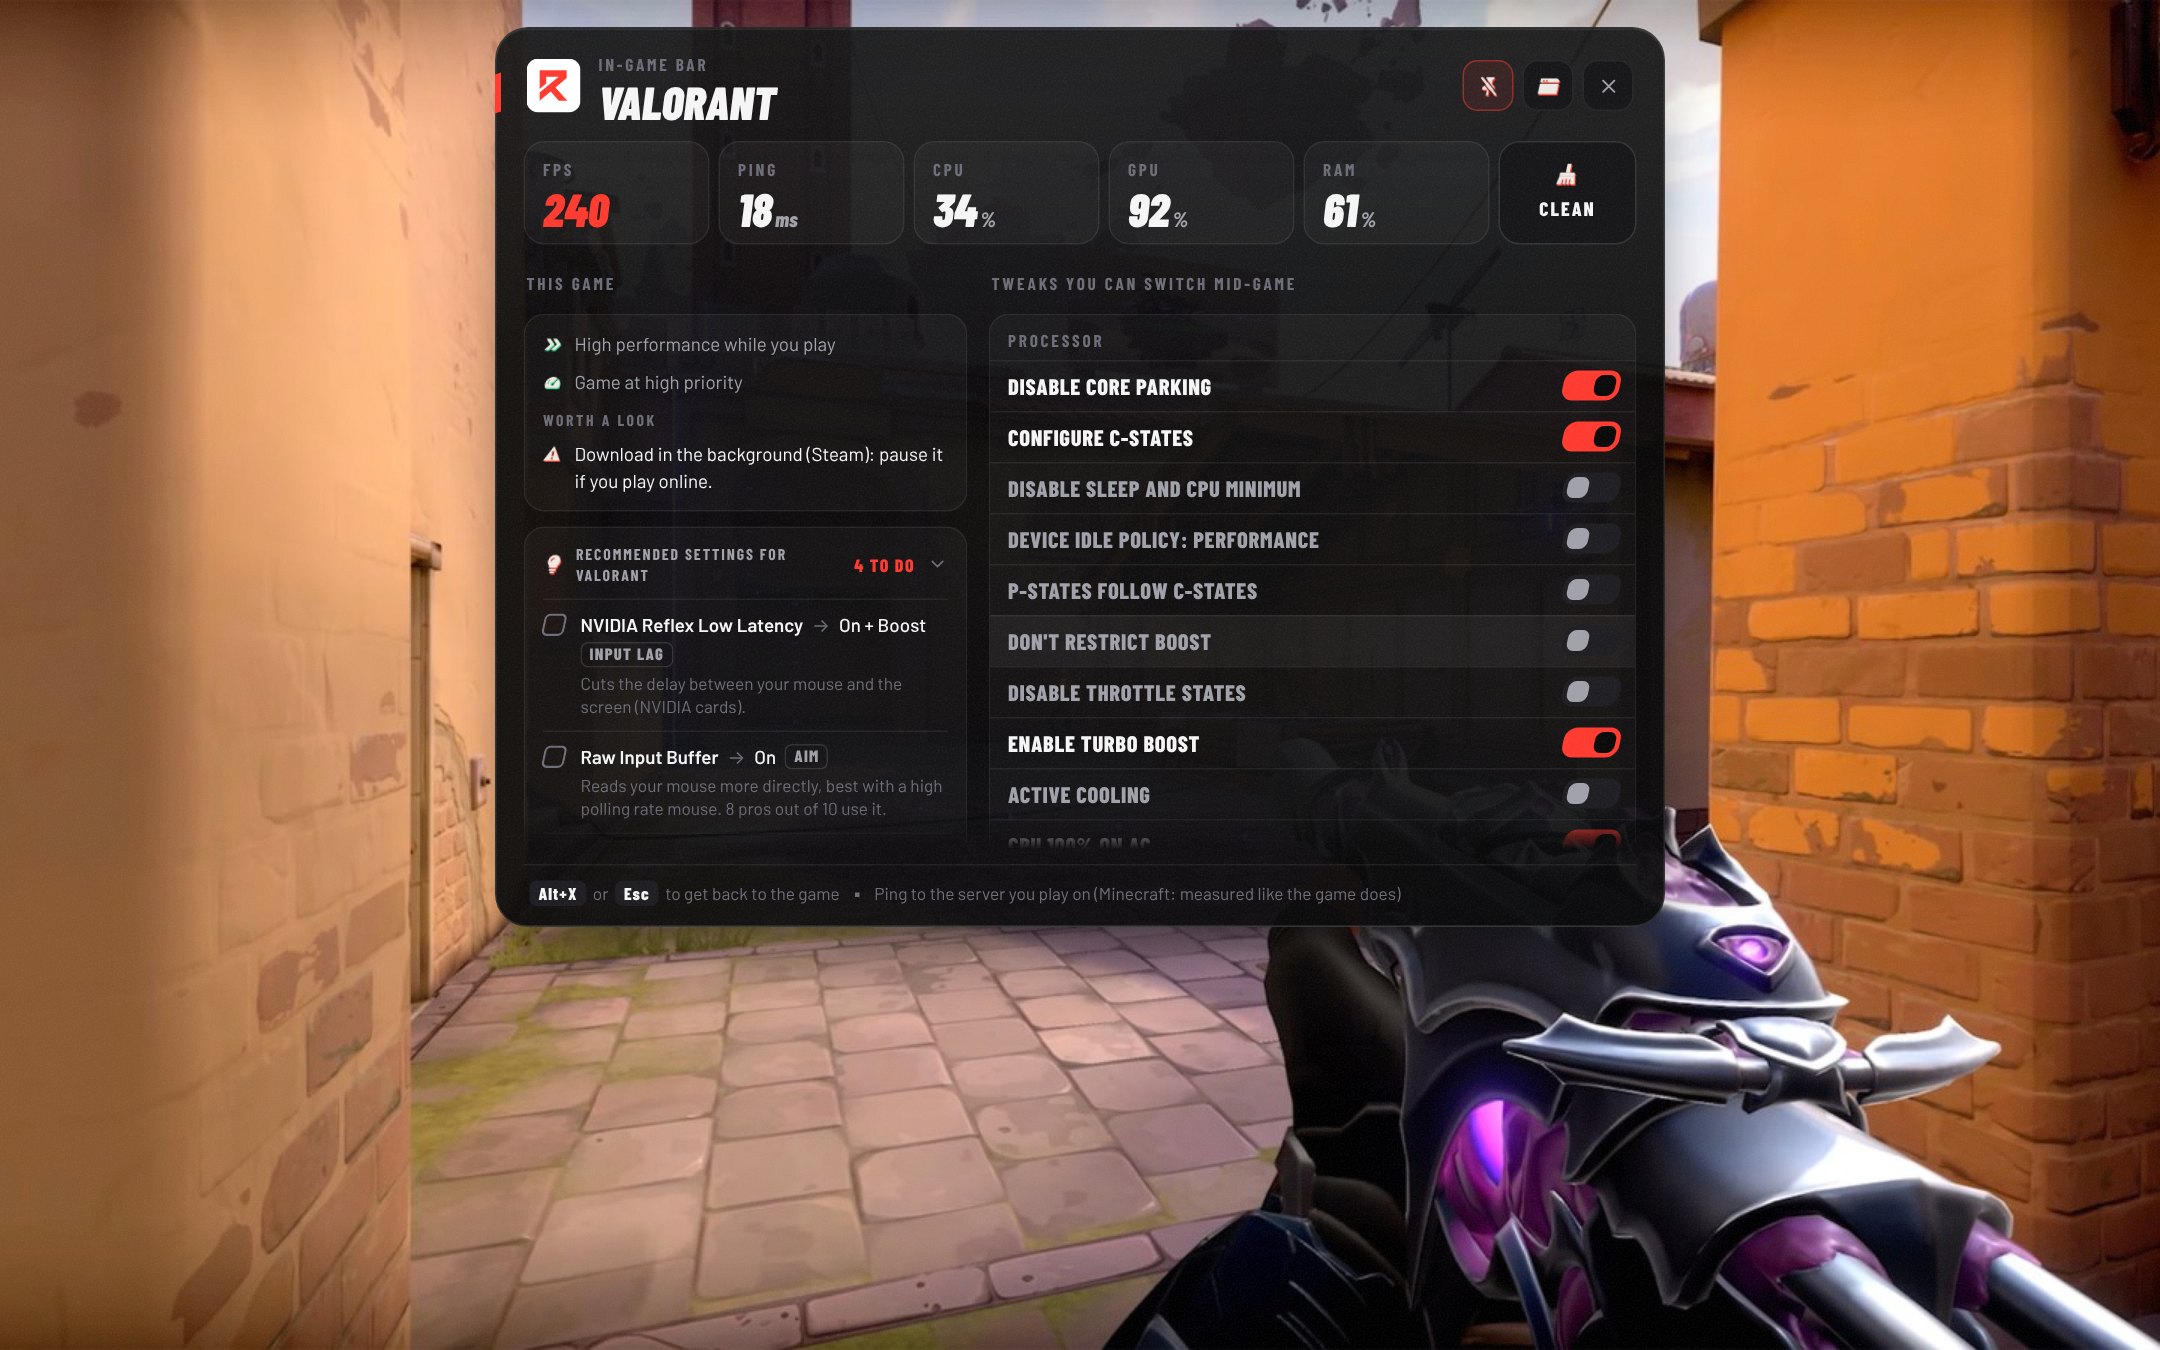 IN-GAME BAR
VALORANT
FPS
240
PING
18 ms
CPU
34 %
GPU
92 %
RAM
61 %
CLEAN
THIS GAME
High performance while you play
Game at high priority
WORTH A LOOK
Download in the background (Steam): pause it
if you play online.
RECOMMENDED SETTINGS FOR
VALORANT
4 TO DO
NVIDIA Reflex Low Latency → On + Boost
INPUT LAG
Cuts the delay between your mouse and the
screen (NVIDIA cards).
Raw Input Buffer → On AIM
Reads your mouse more directly, best with a high
polling rate mouse. 8 pros out of 10 use it.
TWEAKS YOU CAN SWITCH MID-GAME
PROCESSOR
DISABLE CORE PARKING
CONFIGURE C-STATES
DISABLE SLEEP AND CPU MINIMUM
DEVICE IDLE POLICY: PERFORMANCE
P-STATES FOLLOW C-STATES
DON'T RESTRICT BOOST
DISABLE THROTTLE STATES
ENABLE TURBO BOOST
ACTIVE COOLING
CPU 100% ON AC
Alt+X or Esc to get back to the game ▪ Ping to the server you play on (Minecraft: measured like the game does)